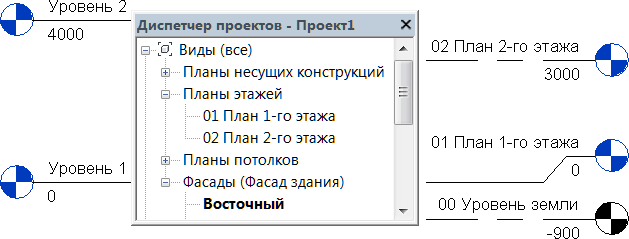 Уровень 2
4000
Уровень 1
0
Диспетчер проектов - Проект1
Виды (все)
Планы несущих конструкций
Планы этажей
01 План 1-го этажа
02 План 2-го этажа
Планы потолков
Фасады (Фасад здания)
Восточный
02 План 2-го этажа
3000
01 План 1-го этажа
0
00 Уровень земли
-900